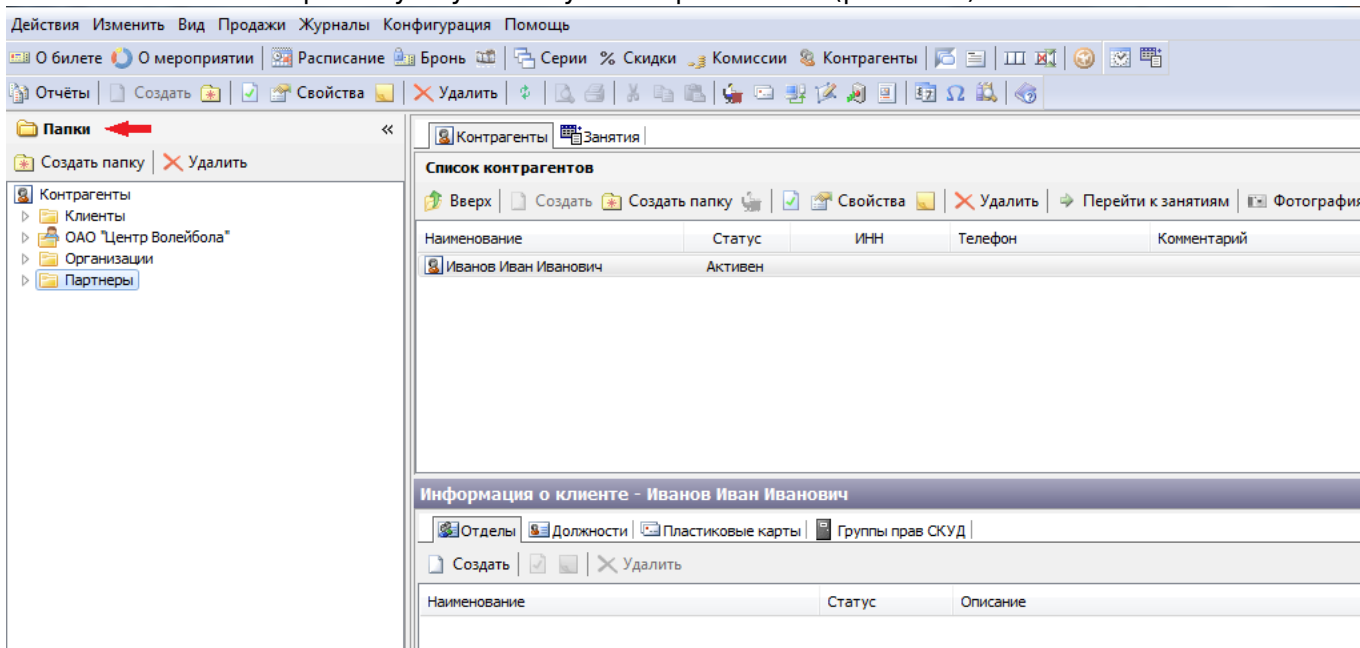 Действия Изменить Вид Продажи Журналы Конфигурация Помощь
О билете О мероприятии Расписание Бронь Серии % Скидки Комиссии Контрагенты
Отчёты Создать Свойства Удалить
Папки «
Создать папку Удалить
Контрагенты
Клиенты
ОАО "Центр Волейбола"
Организации
Партнеры
Контрагенты Занятия
Список контрагентов
Вверх Создать Создать папку Свойства Удалить Перейти к занятиям Фотография
Наименование Статус ИНН Телефон Комментарий
Иванов Иван Иванович Активен
Информация о клиенте - Иванов Иван Иванович
Отделы Должности Пластиковые карты Группы прав СКУД
Создать Удалить
Наименование Статус Описание